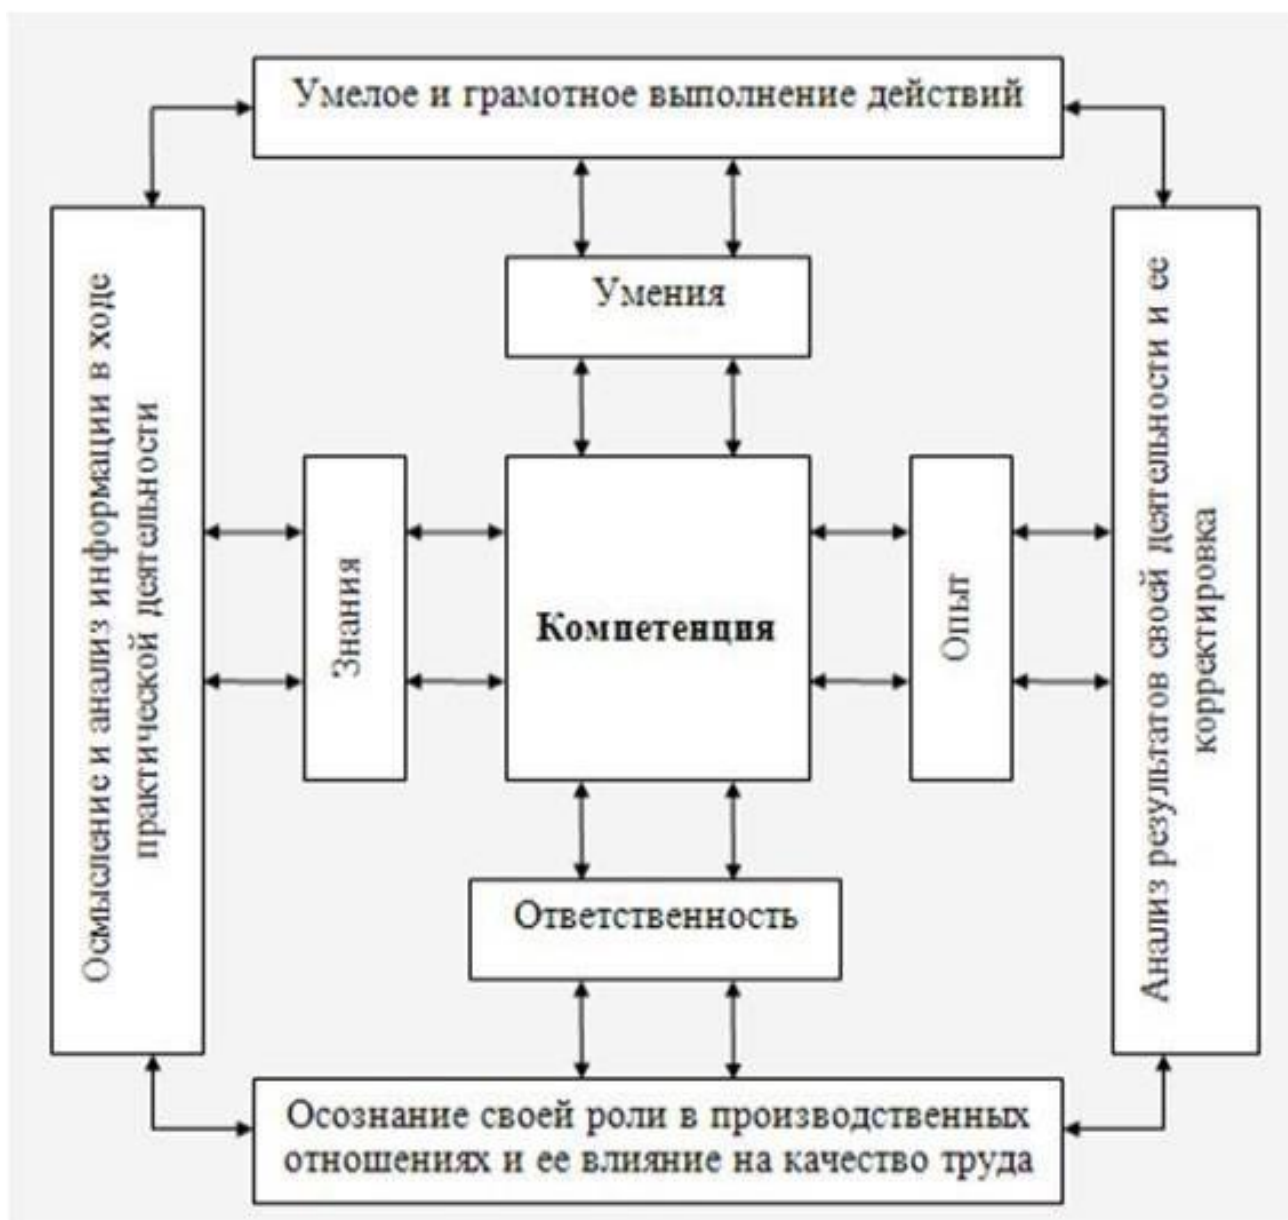 Умелое и грамотное выполнение действий
Умения
Осмысление и анализ информации в ходе
практической деятельности
Знания
Компетенция
Опыт
Анализ результатов своей деятельности и ее
корректировка
Ответственность
Осознание своей роли в производственных
отношениях и ее влияние на качество труда